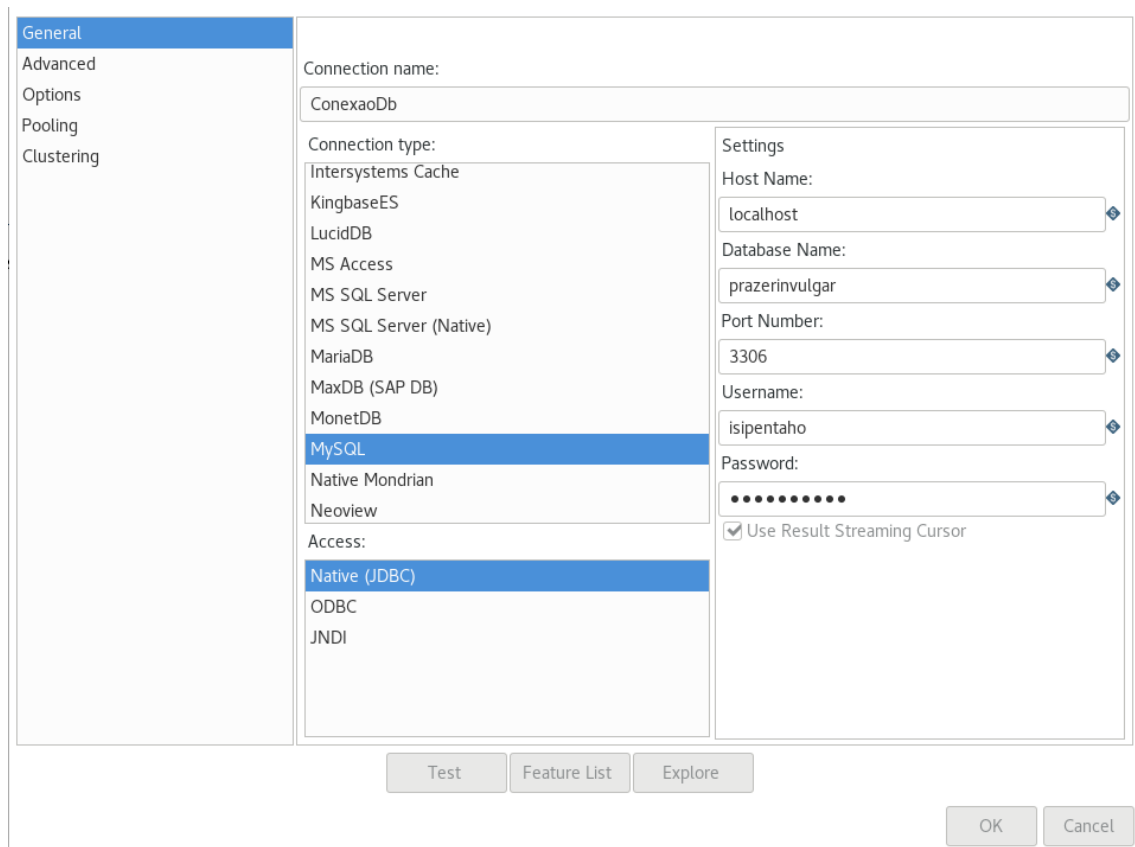 General
Advanced
Options
Pooling
Clustering
Connection name:
ConexaoDb
Connection type:
Intersystems Cache
KingbaseES
LucidDB
MS Access
MS SQL Server
MS SQL Server (Native)
MariaDB
MaxDB (SAP DB)
MonetDB
MySQL
Native Mondrian
Neoview
Access:
Native (JDBC)
ODBC
JNDI
Settings
Host Name:
localhost
Database Name:
prazerinvulgar
Port Number:
3306
Username:
isipentaho
Password:
••••••••••
Use Result Streaming Cursor
Test
Feature List
Explore
OK
Cancel